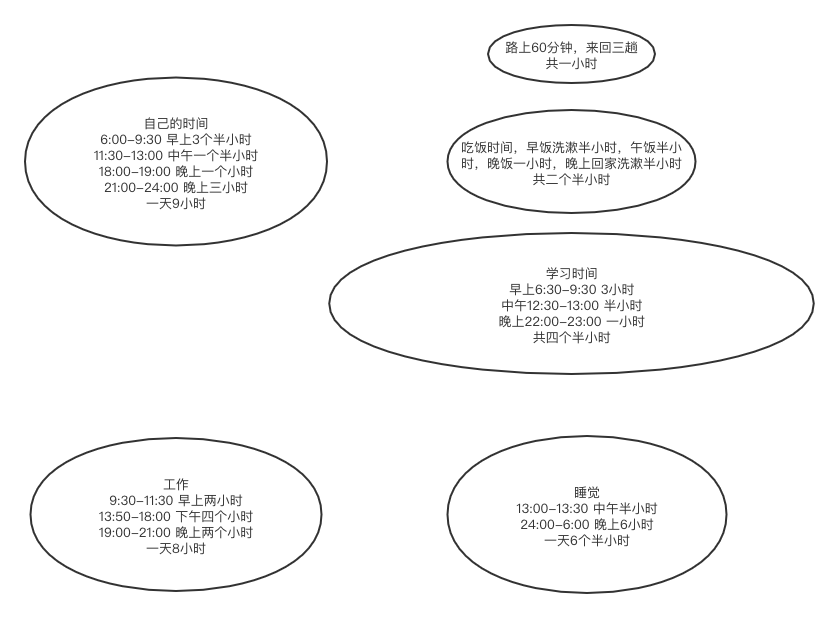 路上60分钟，来回三趟
共一小时
自己的时间
6:00–9:30 早上3个半小时
11:30–13:00 中午一个半小时
18:00–19:00 晚上一个小时
21:00–24:00 晚上三小时
一天9小时
吃饭时间，早饭洗漱半小时，午饭半小
时，晚饭一小时，晚上回家洗漱半小时
共二个半小时
学习时间
早上6:30–9:30 3小时
中午12:30–13:00 半小时
晚上22:00–23:00 一小时
共四个半小时
工作
9:30–11:30 早上两小时
13:50–18:00 下午四个小时
19:00–21:00 晚上两个小时
一天8小时
睡觉
13:00–13:30 中午半小时
24:00–6:00 晚上6小时
一天6个半小时